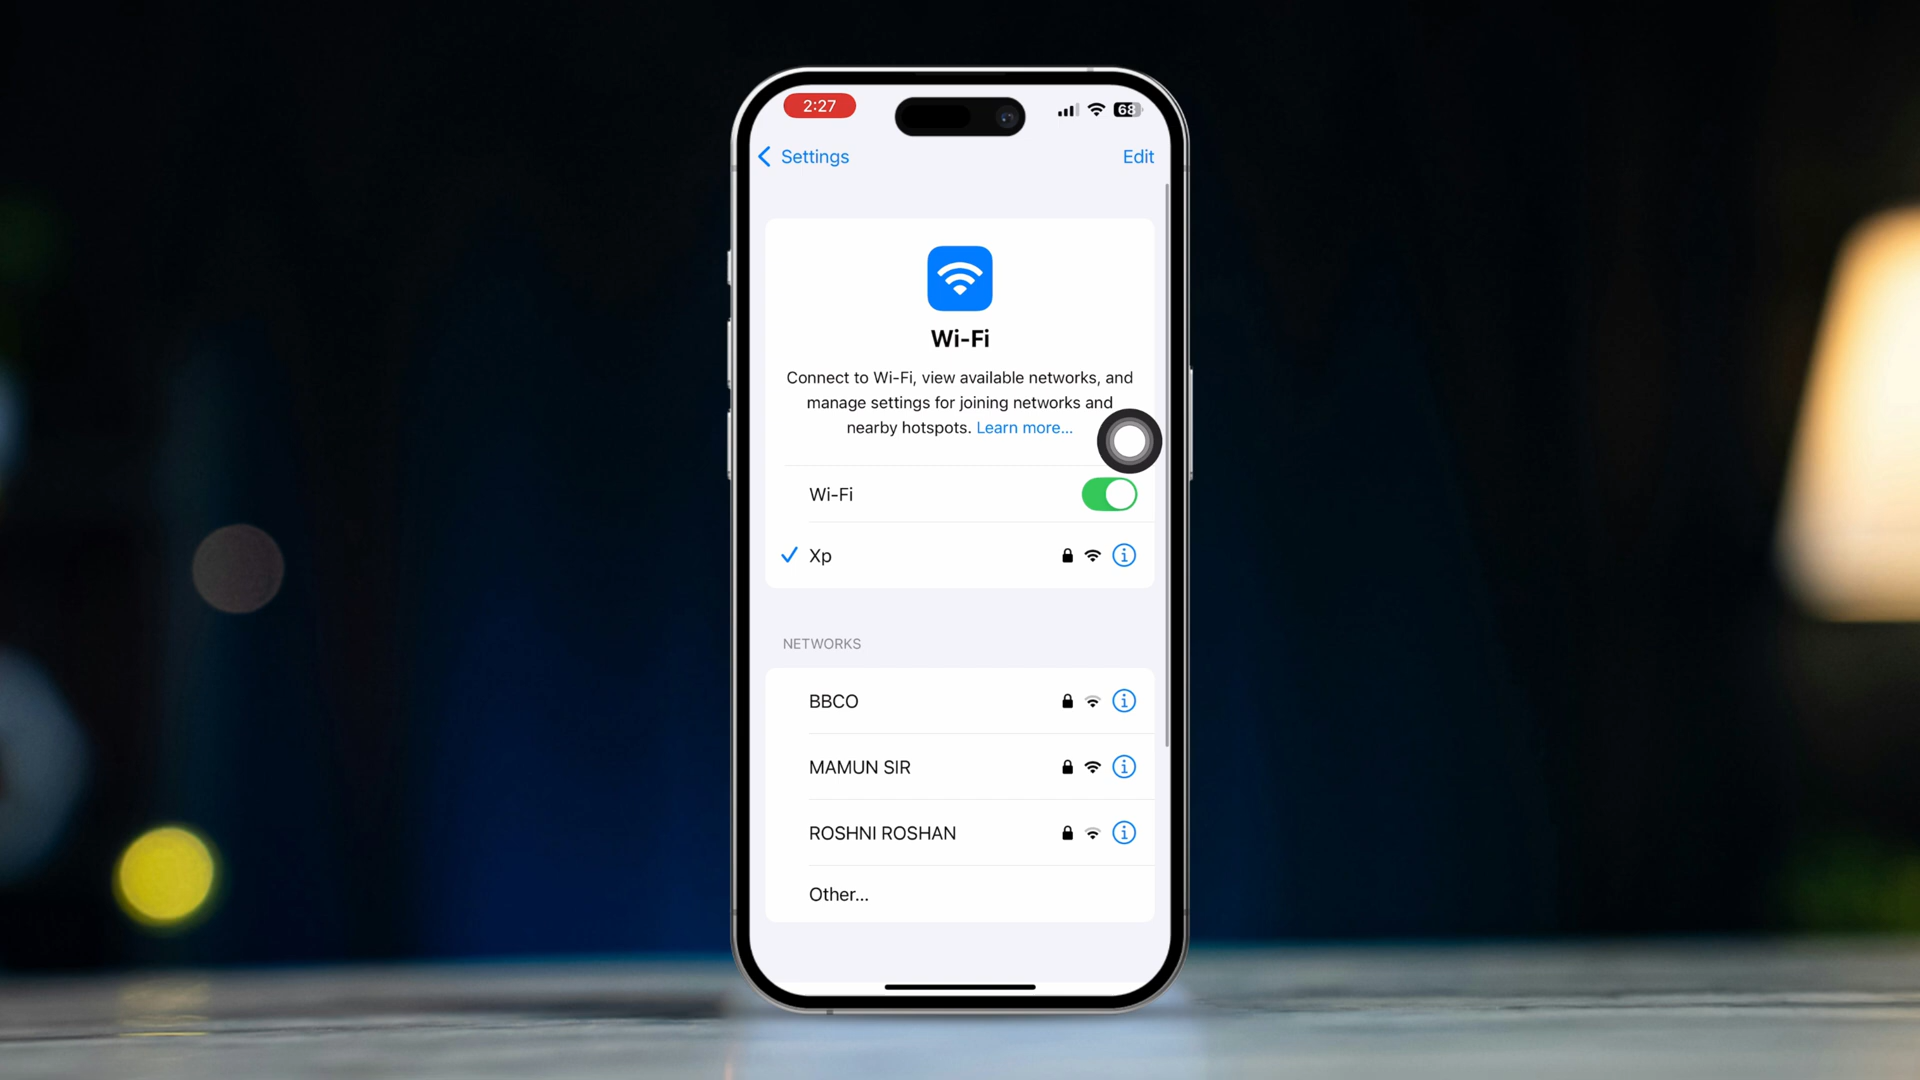 2:27
68
Settings
Edit
Wi-Fi
Connect to Wi-Fi, view available networks, and
manage settings for joining networks and
nearby hotspots. Learn more...
Wi-Fi
Xp
NETWORKS
BBCO
MAMUN SIR
ROSHNI ROSHAN
Other...